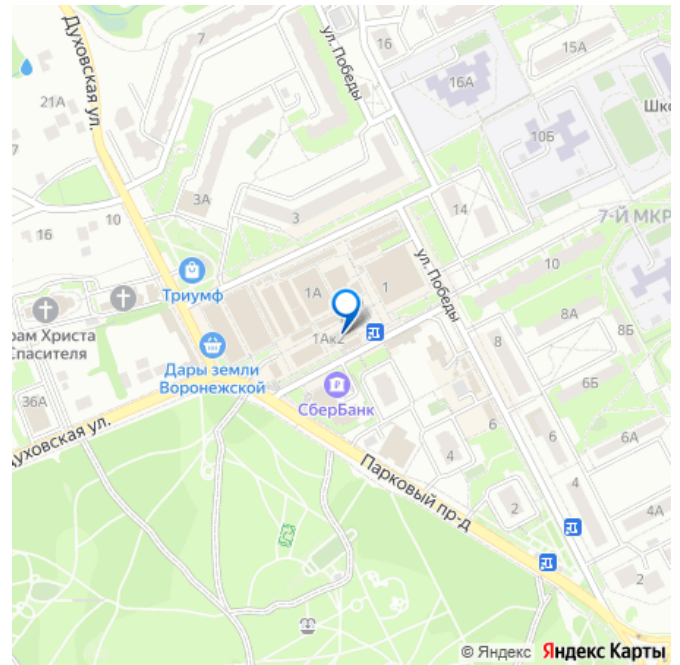 Духовская ул.
7
ул. Победы
16
15А
16А
21А
Шко
10Б
7
3А
3
14
7-Й МКР
10
16
ул. Победы
10
Триумф
1А
1
8А
8Б
рам Христа
Спасителя
1Ак2
8
Дары земли
Воронежской
6Б
СберБанк
36А
6
6
6А
Духовская ул.
4
4
Парковый пр-д
2
4А
2
© Яндекс Яндекс Карты